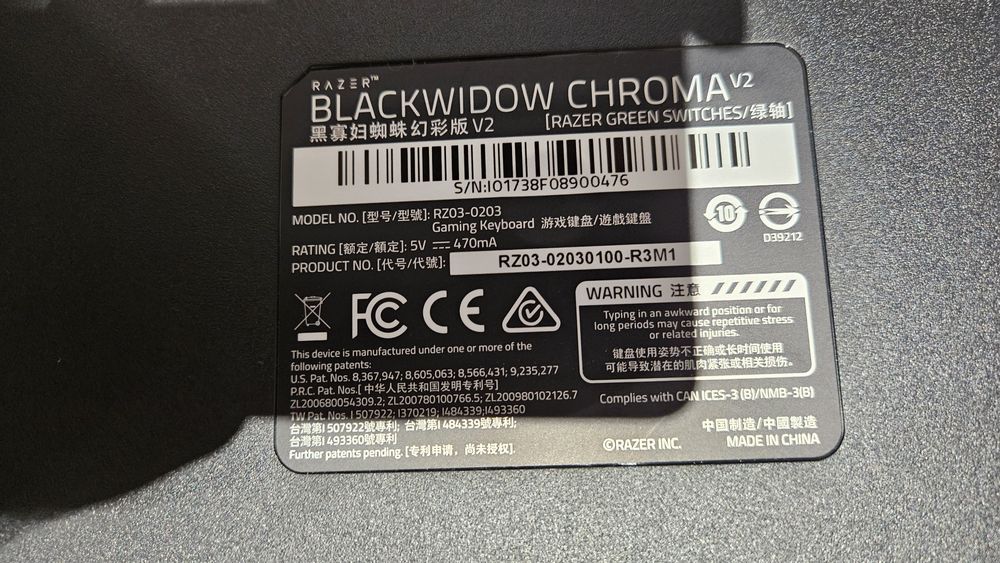 RAZER™
BLACKWIDOW CHROMA V2
黑寡妇蜘蛛幻彩版 V2 [RAZER GREEN SWITCHES/绿轴]
S/N:IO1738F08900476
MODEL NO. [型号/型號]: RZ03-0203
Gaming Keyboard 游戏键盘/遊戲鍵盤
10
D39212
RATING [额定/額定]: 5V 470mA
PRODUCT NO. [代号/代號]: RZ03-02030100-R3M1
FC CE
WARNING 注意
Typing in an awkward position or for
long periods may cause repetitive stress
or related injuries.
键盘使用姿势不正确或长时间使用
可能导致潜在的肌肉紧张或相关损伤。
This device is manufactured under one or more of the
following patents:
U.S. Pat. Nos. 8,367,947; 8,605,063; 8,566,431; 9,235,277
P.R.C. Pat Nos.[ 中华人民共和国发明专利号]
ZL200680054309.2; ZL200780100766.5; ZL200980102126.7
TW Pat. Nos. I 507922; I370219; I484339;I493360
台灣第I 507922號專利; 台灣第I 484339號專利;
台灣第I 493360號專利
Further patents pending. [专利申请，尚未授权].
Complies with CAN ICES-3 (B)/NMB-3(B)
中国制造/中國製造
©RAZER INC. MADE IN CHINA